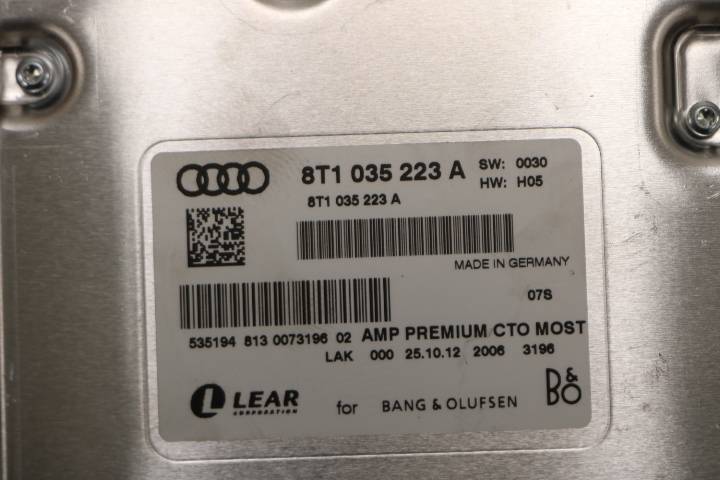 8T1 035 223 A SW: 0030
HW: H05
8T1 035 223 A
MADE IN GERMANY
07S
535194 813 0073196 02 AMP PREMIUM CTO MOST
LAK 000 25.10.12 2006 3196
L LEAR
CORPORATION
for BANG & OLUFSEN
B&O